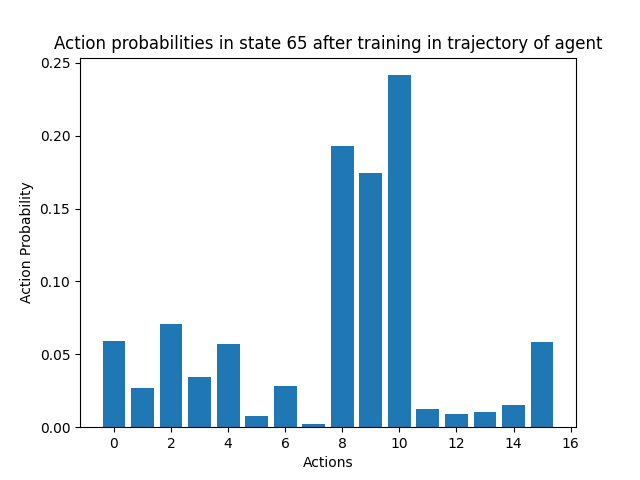 Action probabilities in state 65 after training in trajectory of agent
0.25
0.20
0.15
0.10
0.05
0.00
Action Probability
0 2 4 6 8 10 12 14 16
Actions